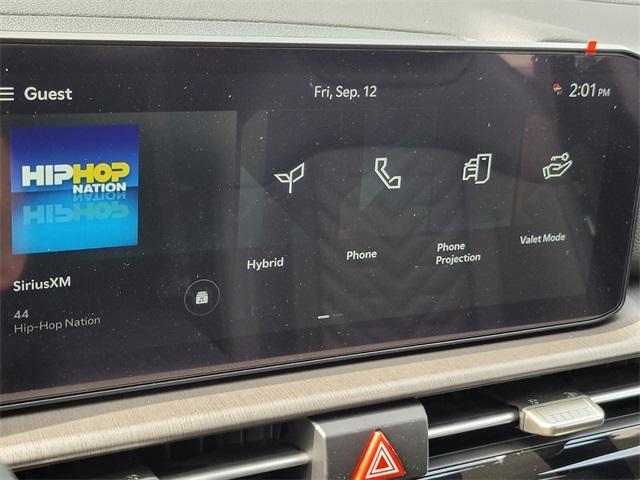 Guest
Fri, Sep. 12
2:01 PM
HIPHOP
NATION
Hybrid
Phone
Phone
Projection
Valet Mode
SiriusXM
44
Hip-Hop Nation